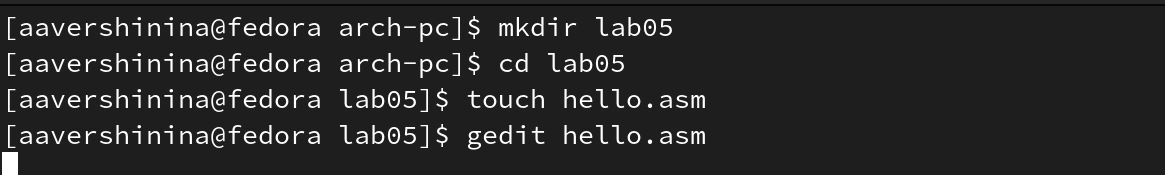 [aavershinina@fedora arch-pc]$ mkdir lab05
[aavershinina@fedora arch-pc]$ cd lab05
[aavershinina@fedora lab05]$ touch hello.asm
[aavershinina@fedora lab05]$ gedit hello.asm